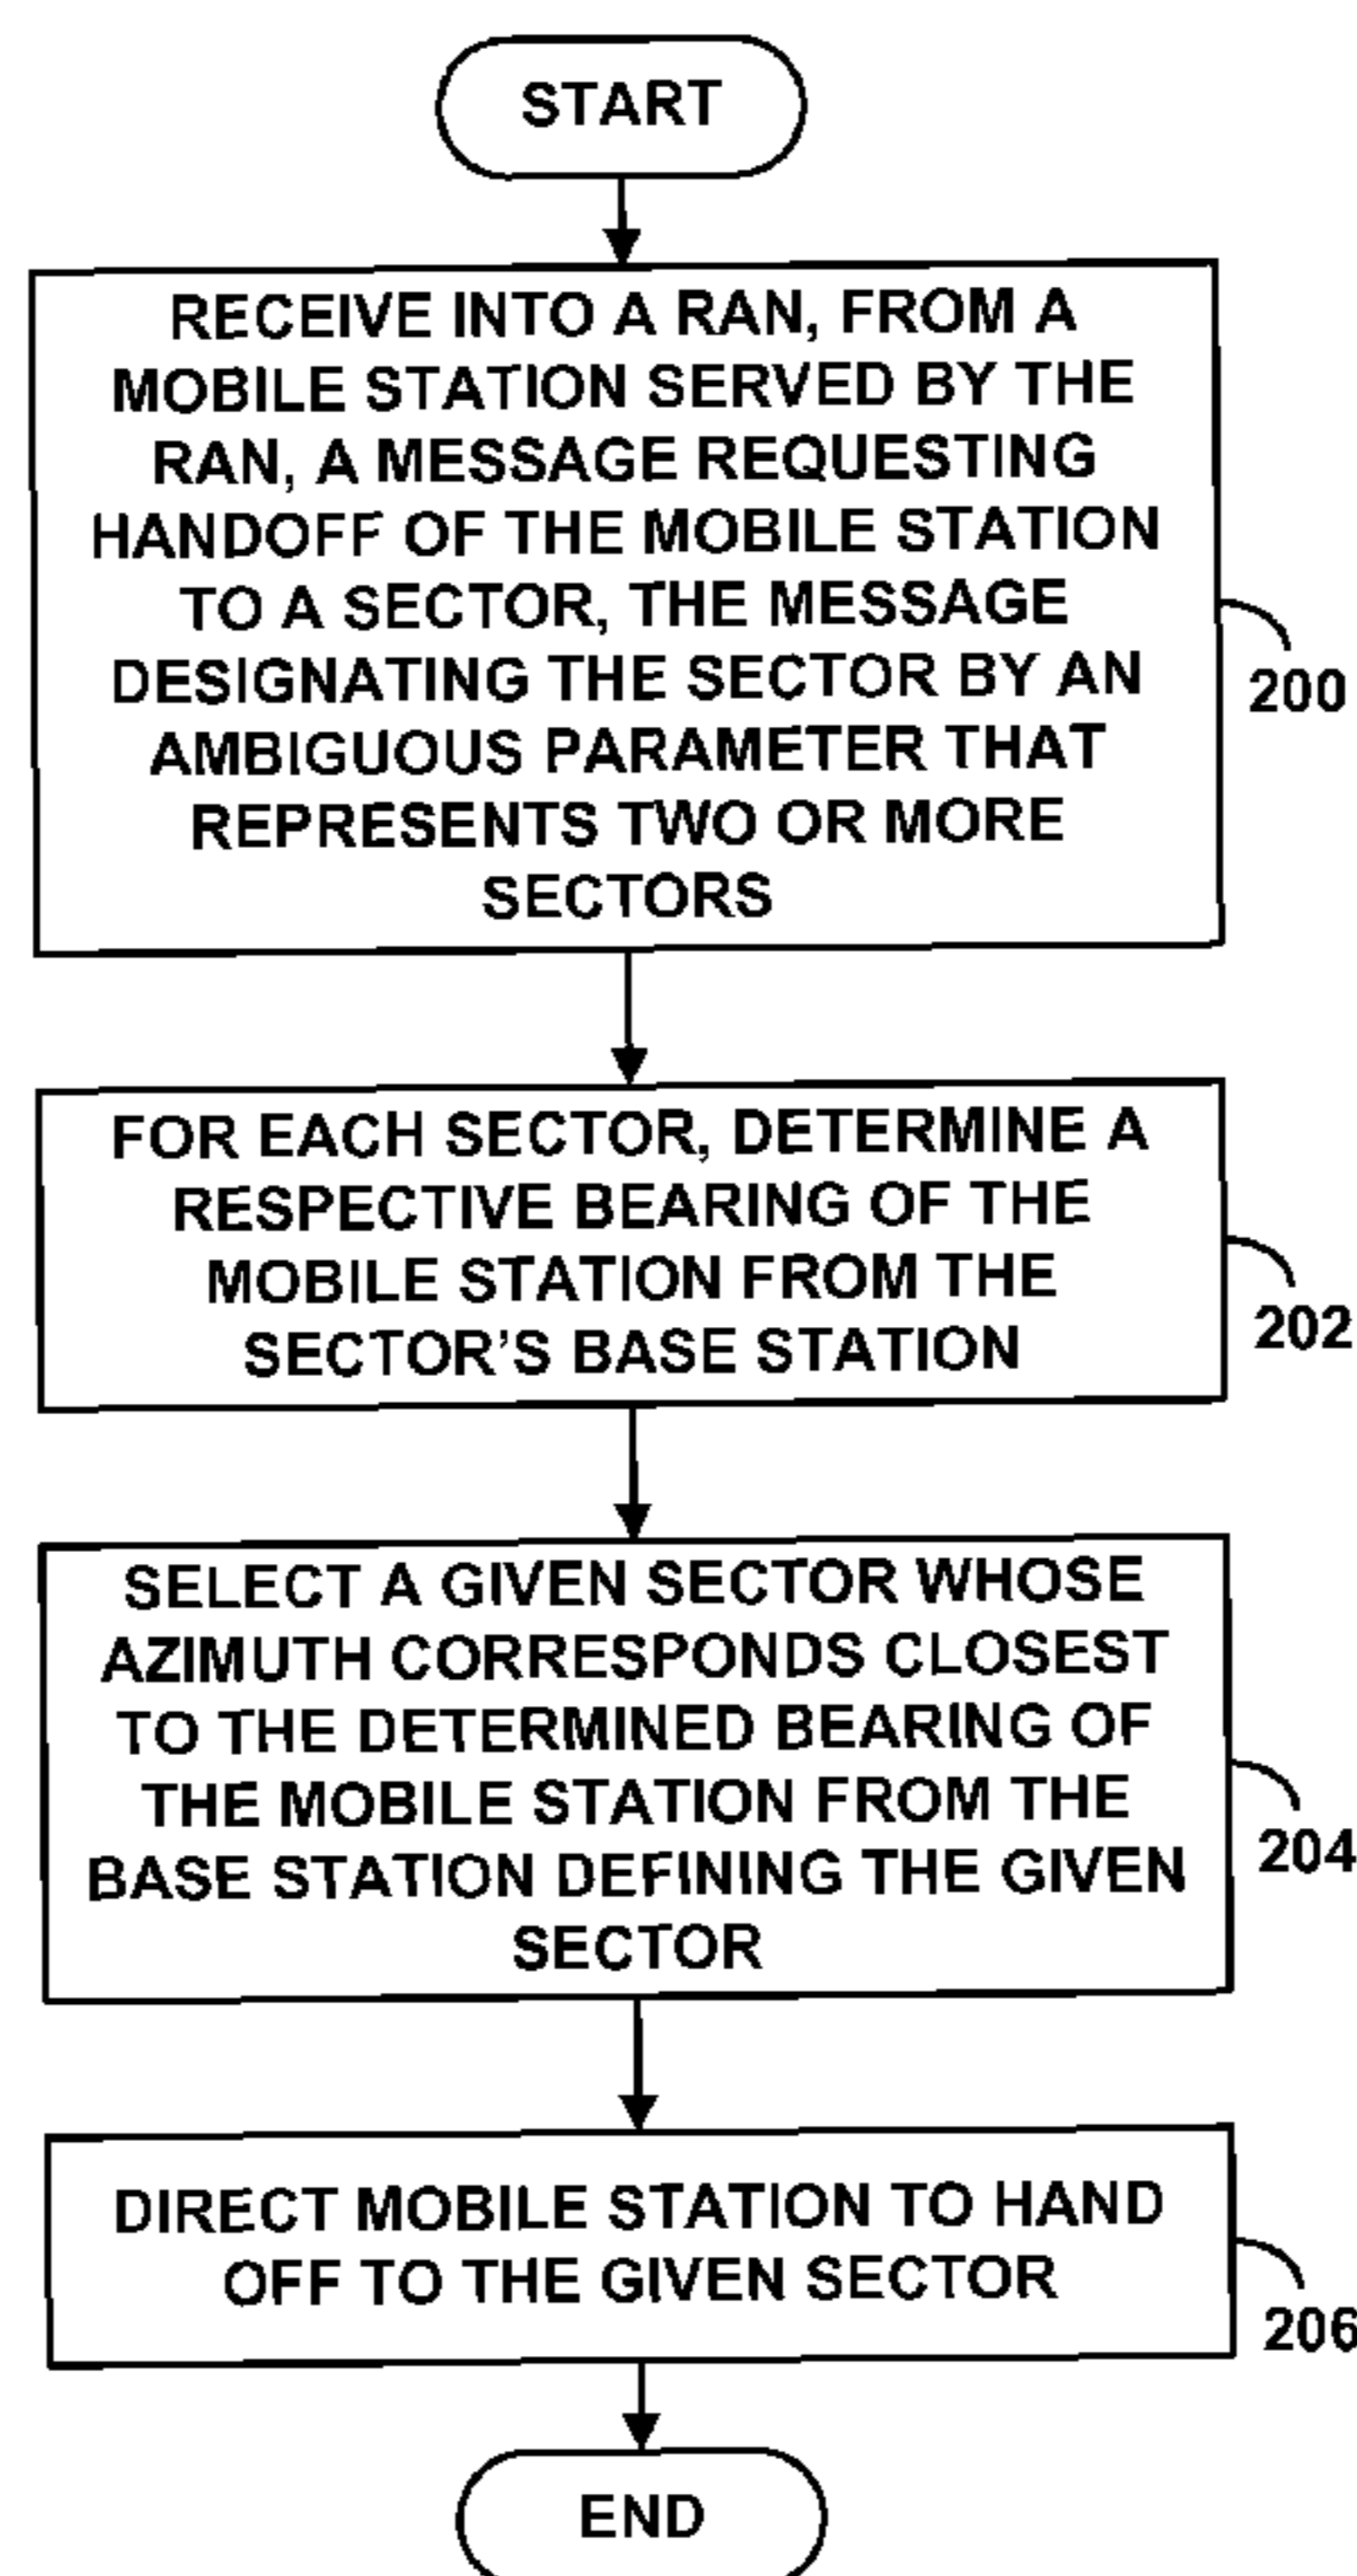 START
RECEIVE INTO A RAN, FROM A
MOBILE STATION SERVED BY THE
RAN, A MESSAGE REQUESTING
HANDOFF OF THE MOBILE STATION
TO A SECTOR, THE MESSAGE
DESIGNATING THE SECTOR BY AN
AMBIGUOUS PARAMETER THAT
REPRESENTS TWO OR MORE
SECTORS
200
FOR EACH SECTOR, DETERMINE A
RESPECTIVE BEARING OF THE
MOBILE STATION FROM THE
SECTOR'S BASE STATION
202
SELECT A GIVEN SECTOR WHOSE
AZIMUTH CORRESPONDS CLOSEST
TO THE DETERMINED BEARING OF
THE MOBILE STATION FROM THE
BASE STATION DEFINING THE GIVEN
SECTOR
204
DIRECT MOBILE STATION TO HAND
OFF TO THE GIVEN SECTOR
206
END